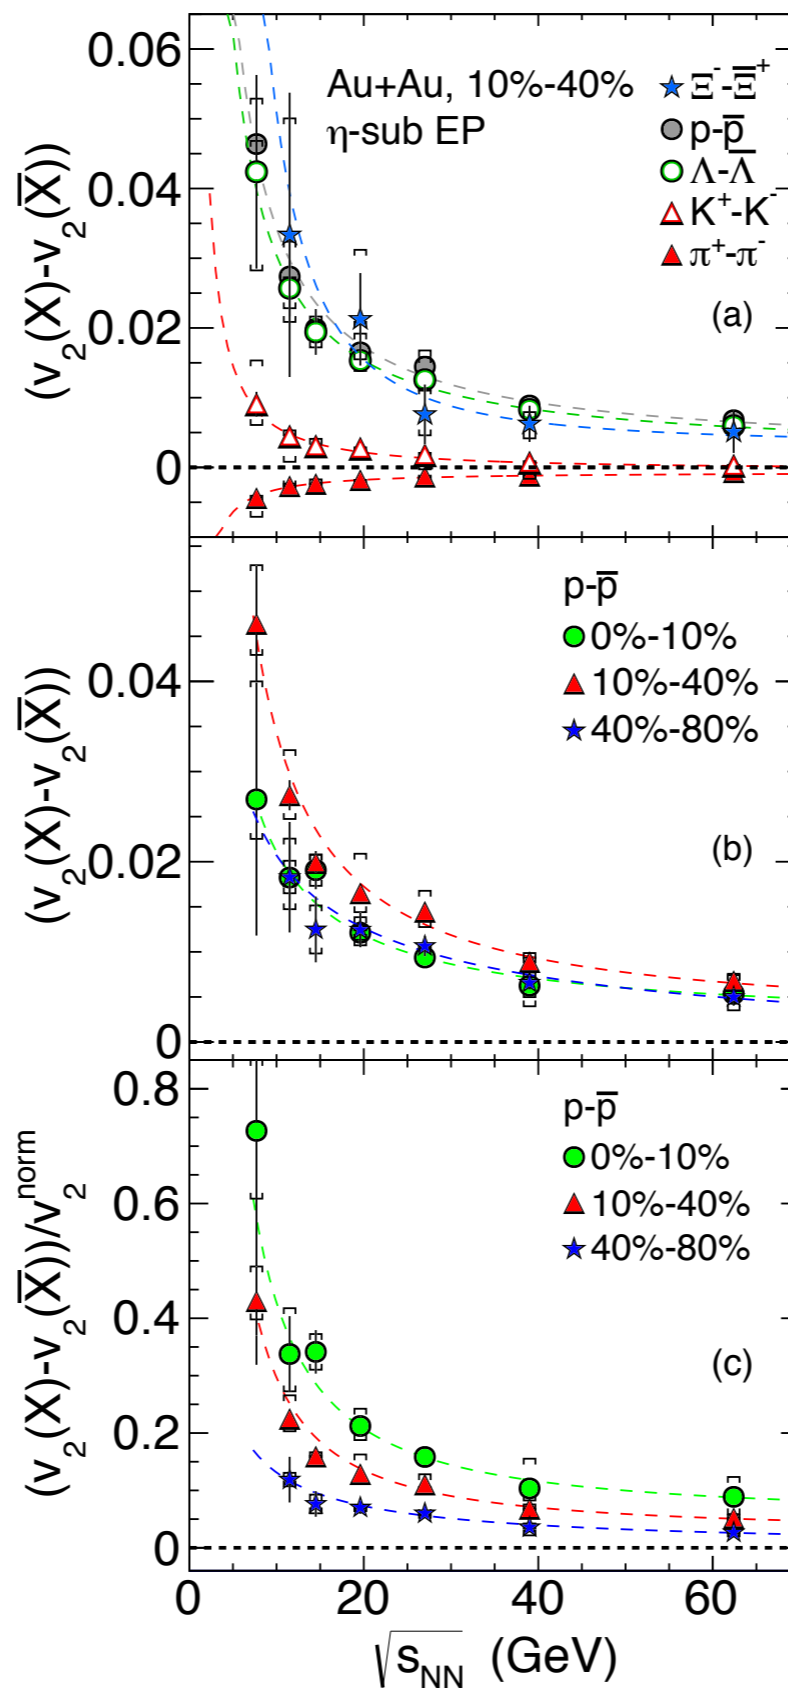 0.06
0.04
0.02
0
(v₂(X)-v₂(X̅))
Au+Au, 10%-40%
η-sub EP
Ξ⁻-Ξ̅⁺
p-p̅
Λ-Λ̅
K⁺-K⁻
π⁺-π⁻
(a)
0.04
0.02
0
(v₂(X)-v₂(X̅))
p-p̅
0%-10%
10%-40%
40%-80%
(b)
0.8
0.6
0.4
0.2
0
(v₂(X)-v₂(X̅))/v₂ⁿᵒʳᵐ
p-p̅
0%-10%
10%-40%
40%-80%
(c)
0 20 40 60
√s_NN (GeV)